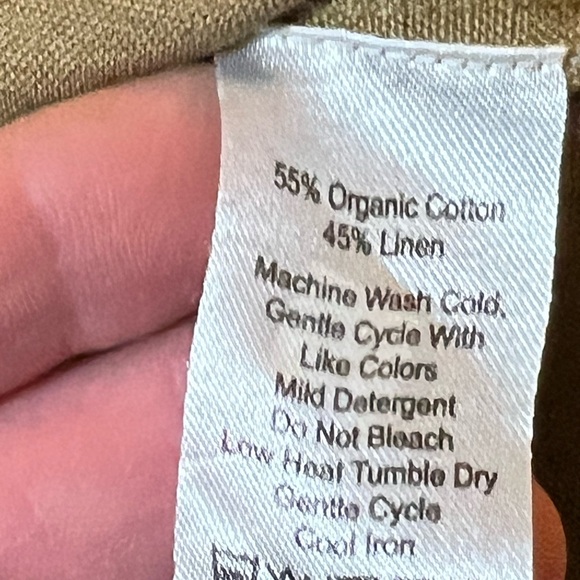 55% Organic Cotton
45% Linen
Machine Wash Cold.
Gentle Cycle With
Like Colors
Mild Detergent
Do Not Bleach
Low Heat Tumble Dry
Gentle Cycle
Cool Iron